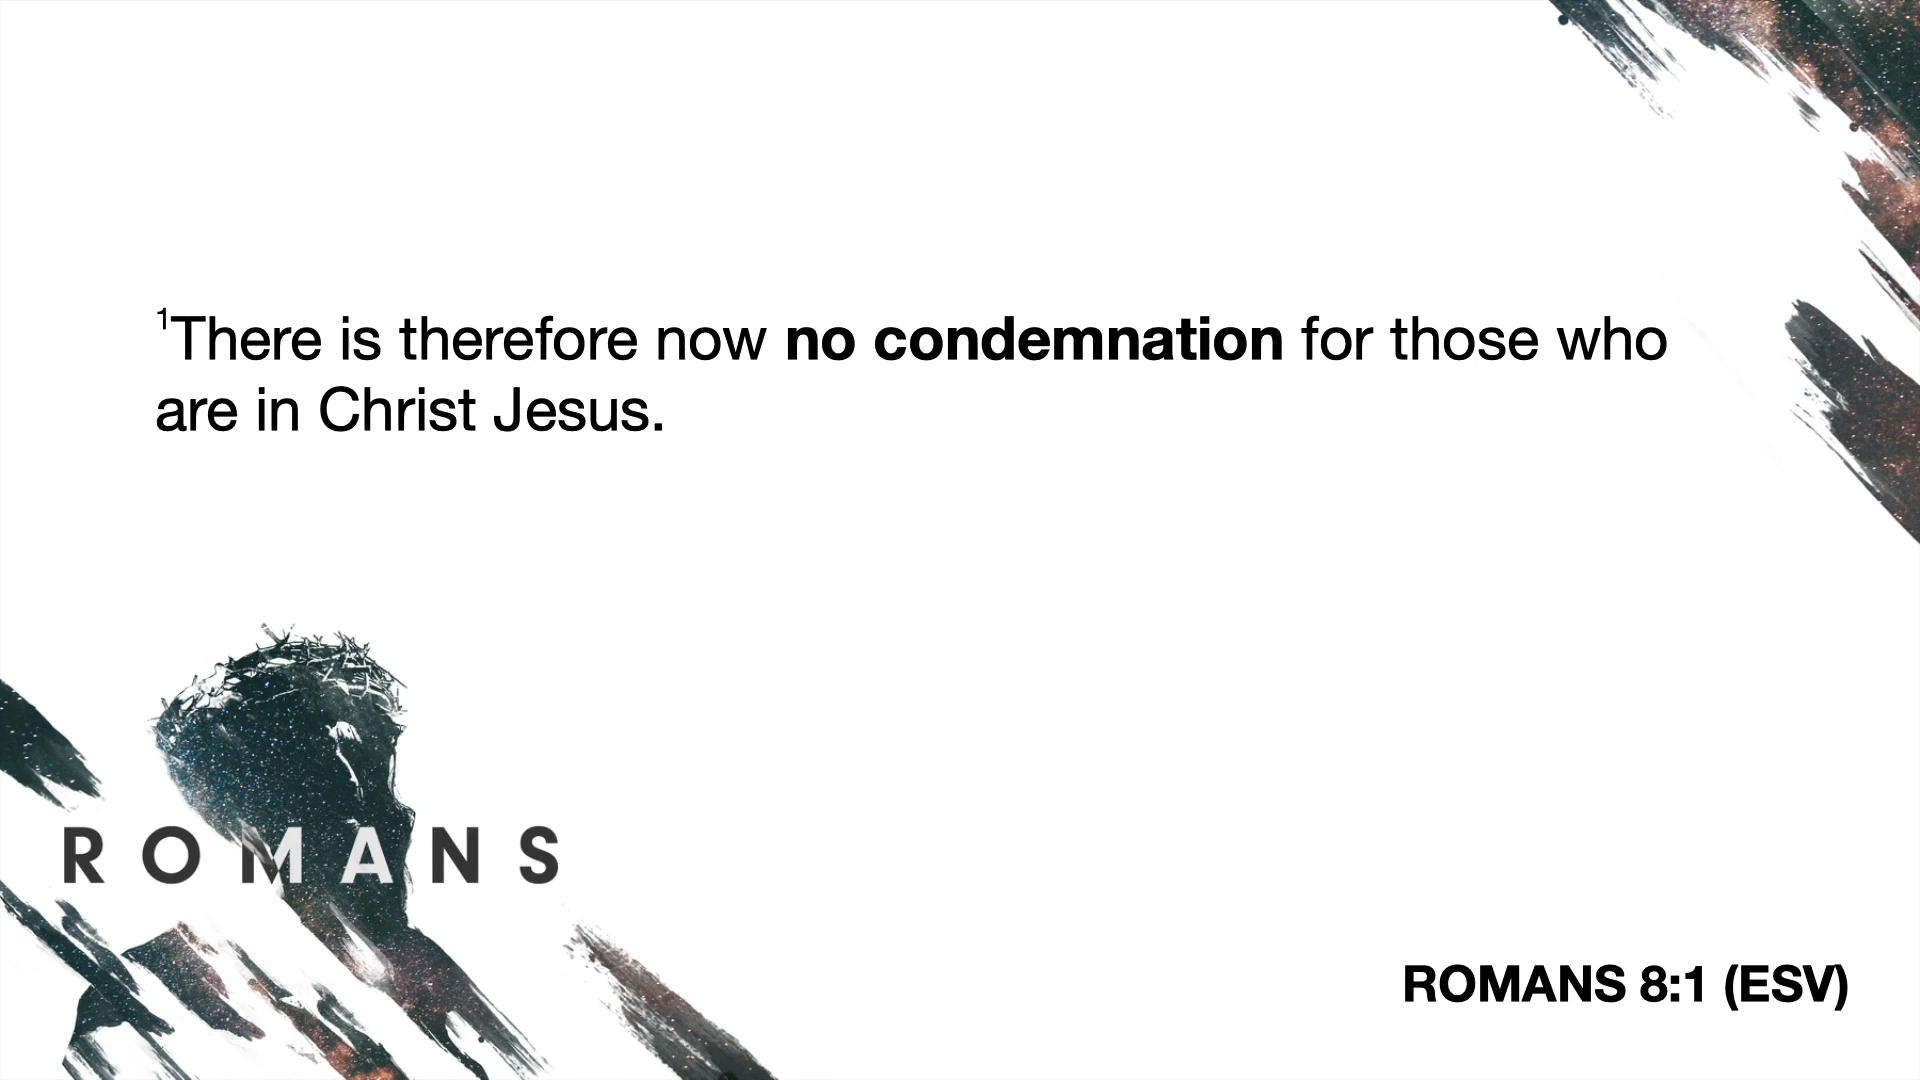 ¹There is therefore now no condemnation for those who
are in Christ Jesus.
ROMANS
ROMANS 8:1 (ESV)